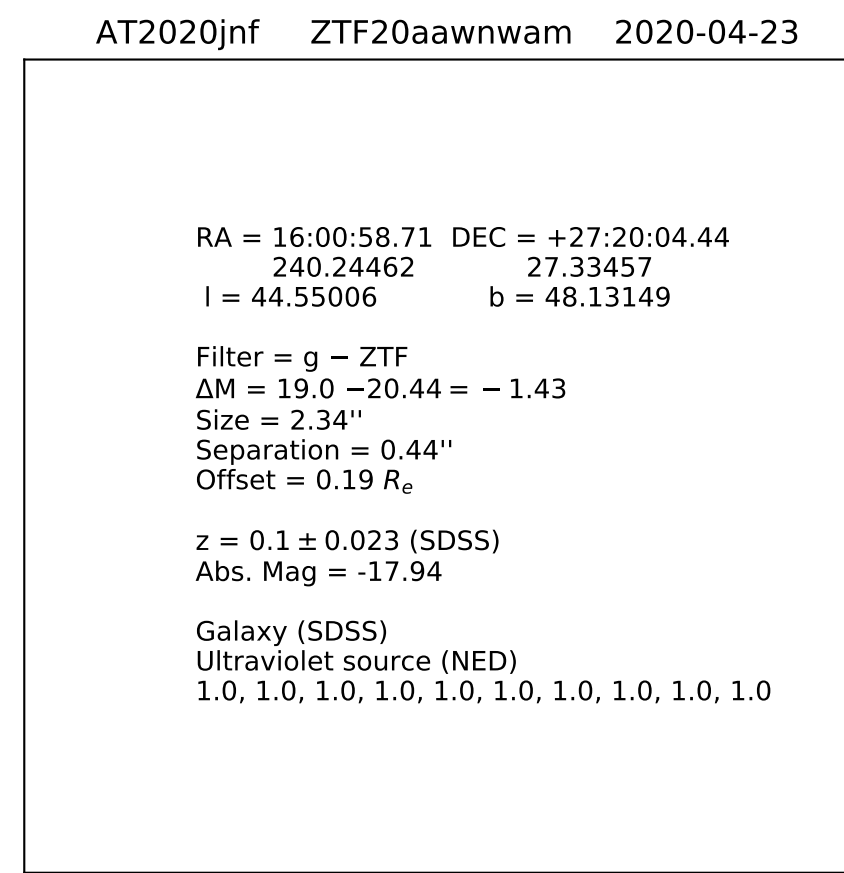 AT2020jnf ZTF20aawnwam 2020-04-23
RA = 16:00:58.71 DEC = +27:20:04.44
240.24462 27.33457
l = 44.55006 b = 48.13149
Filter = g − ZTF
ΔM = 19.0 −20.44 = − 1.43
Size = 2.34''
Separation = 0.44''
Offset = 0.19 Rₑ
z = 0.1 ± 0.023 (SDSS)
Abs. Mag = -17.94
Galaxy (SDSS)
Ultraviolet source (NED)
1.0, 1.0, 1.0, 1.0, 1.0, 1.0, 1.0, 1.0, 1.0, 1.0